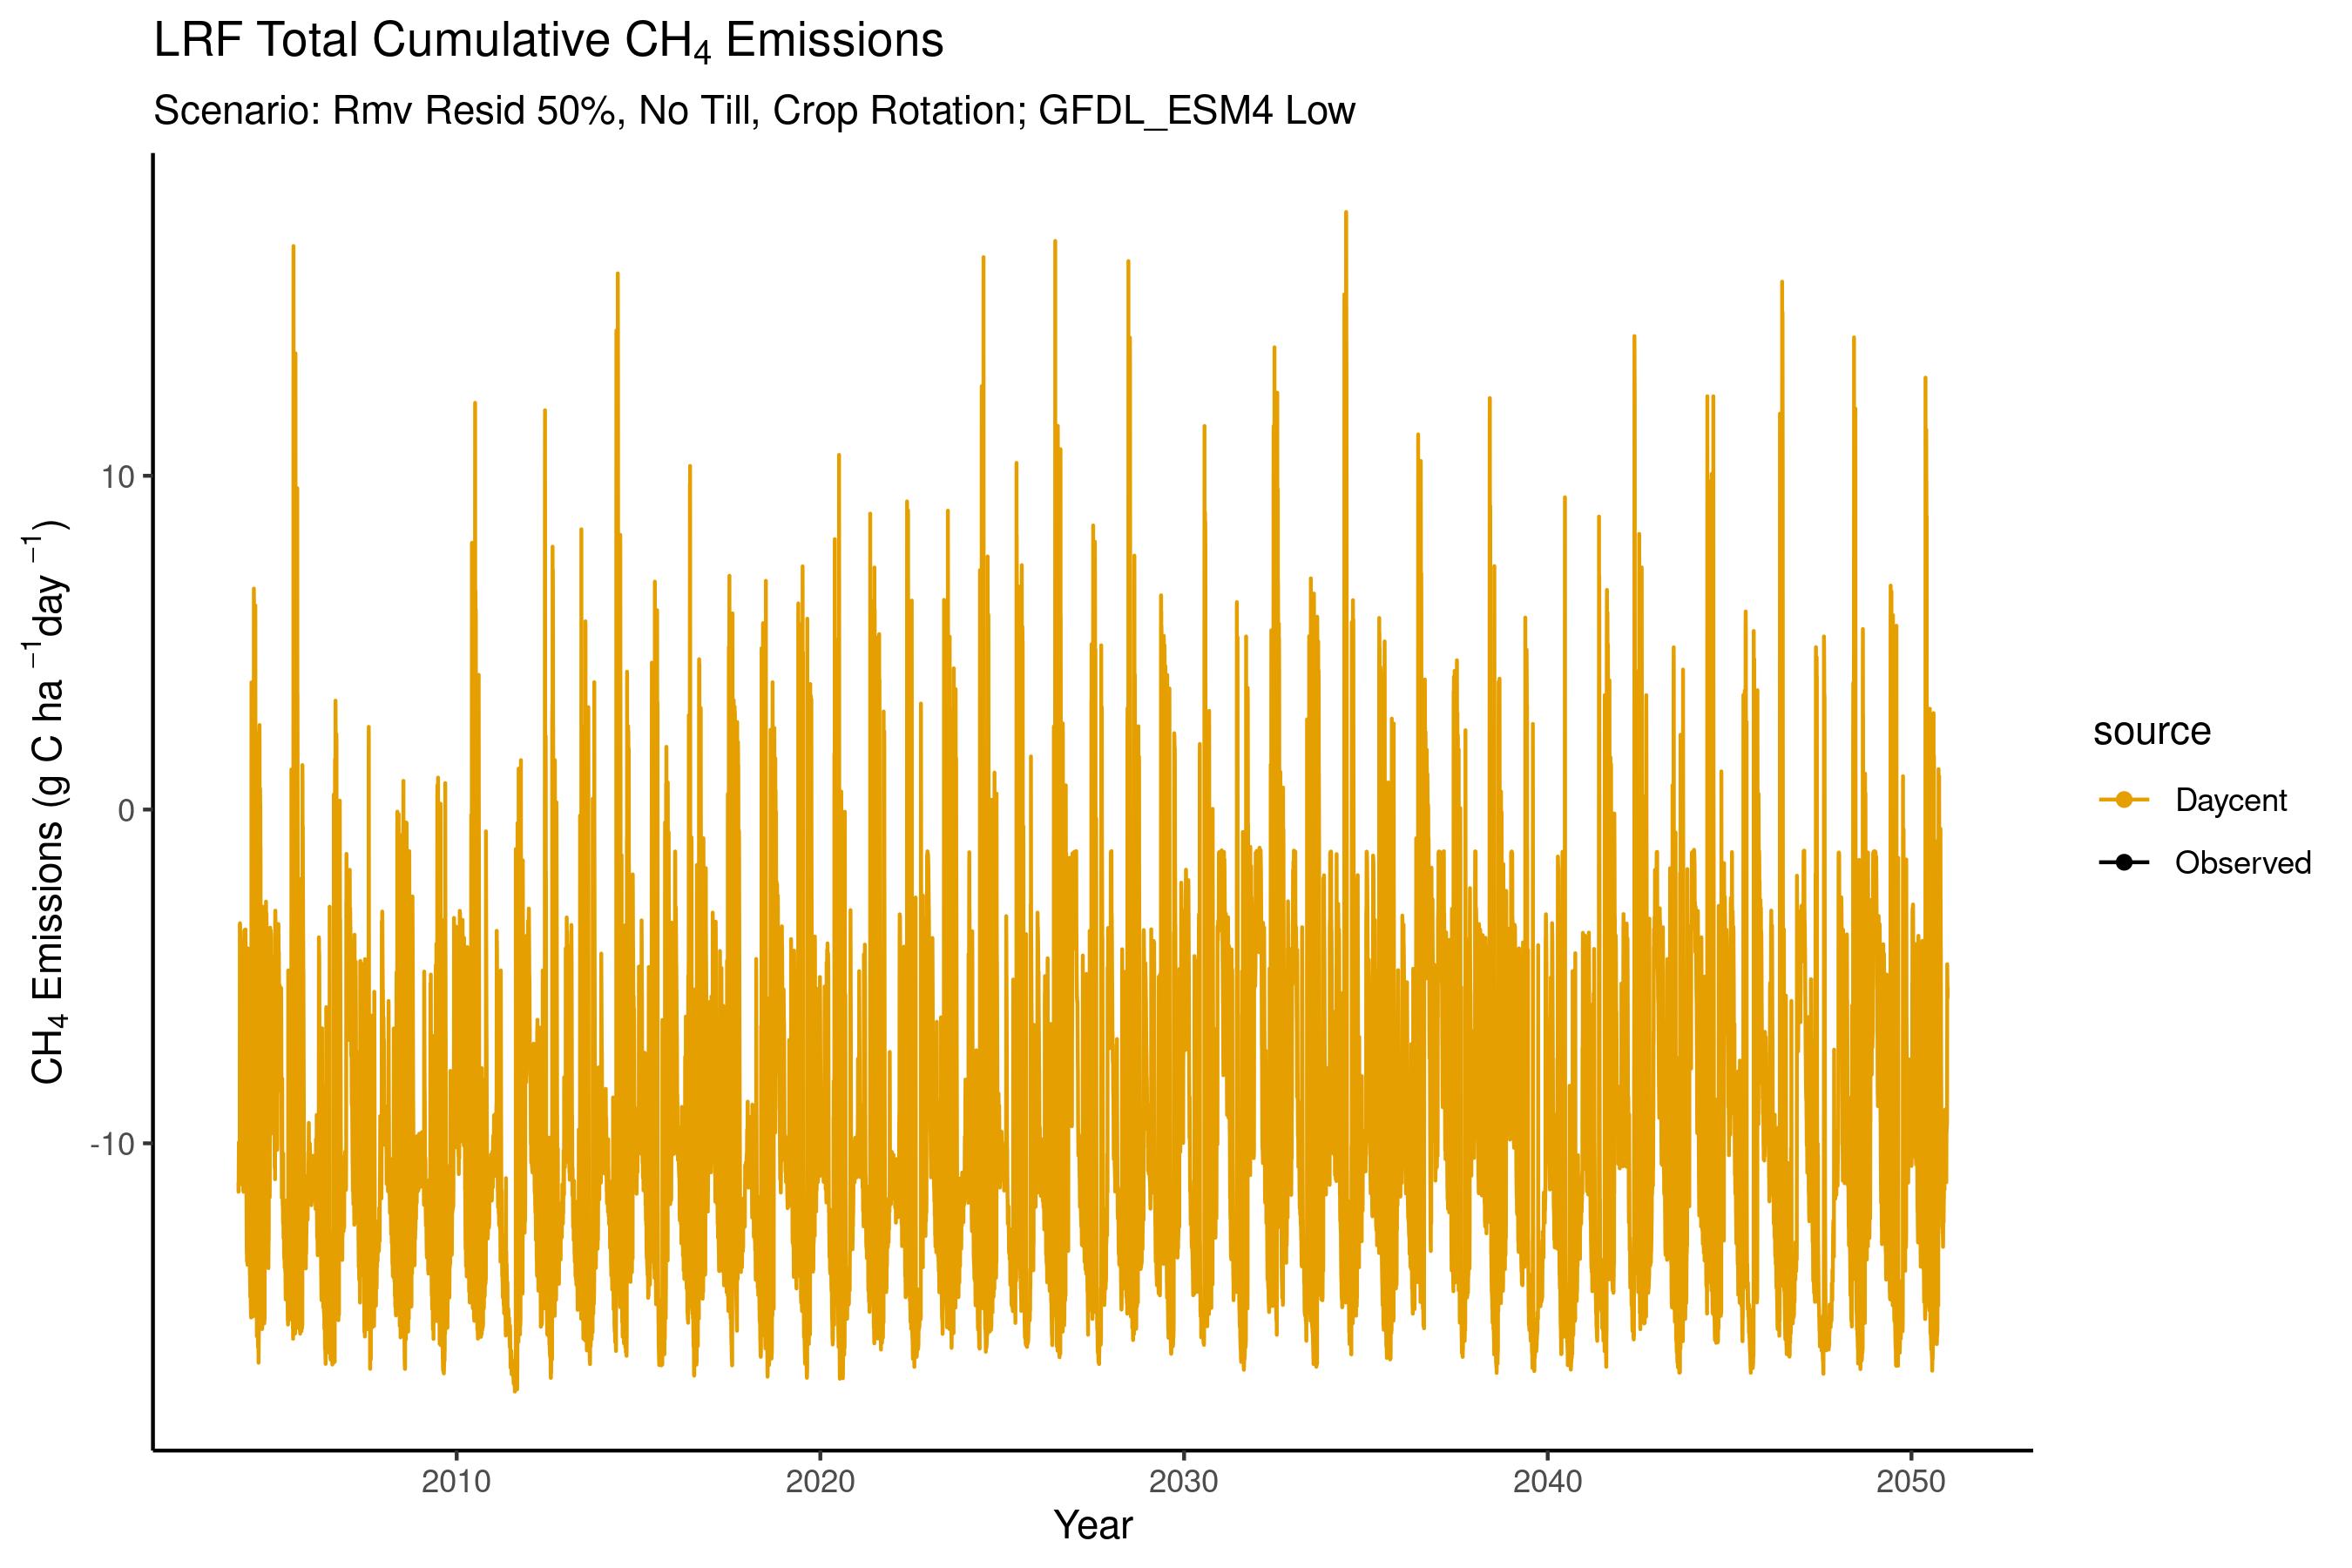 LRF Total Cumulative CH₄ Emissions
Scenario: Rmv Resid 50%, No Till, Crop Rotation; GFDL_ESM4 Low
CH₄ Emissions (g C ha ⁻¹day ⁻¹)
10
0
-10
2010 2020 2030 2040 2050
Year
source
Daycent
Observed